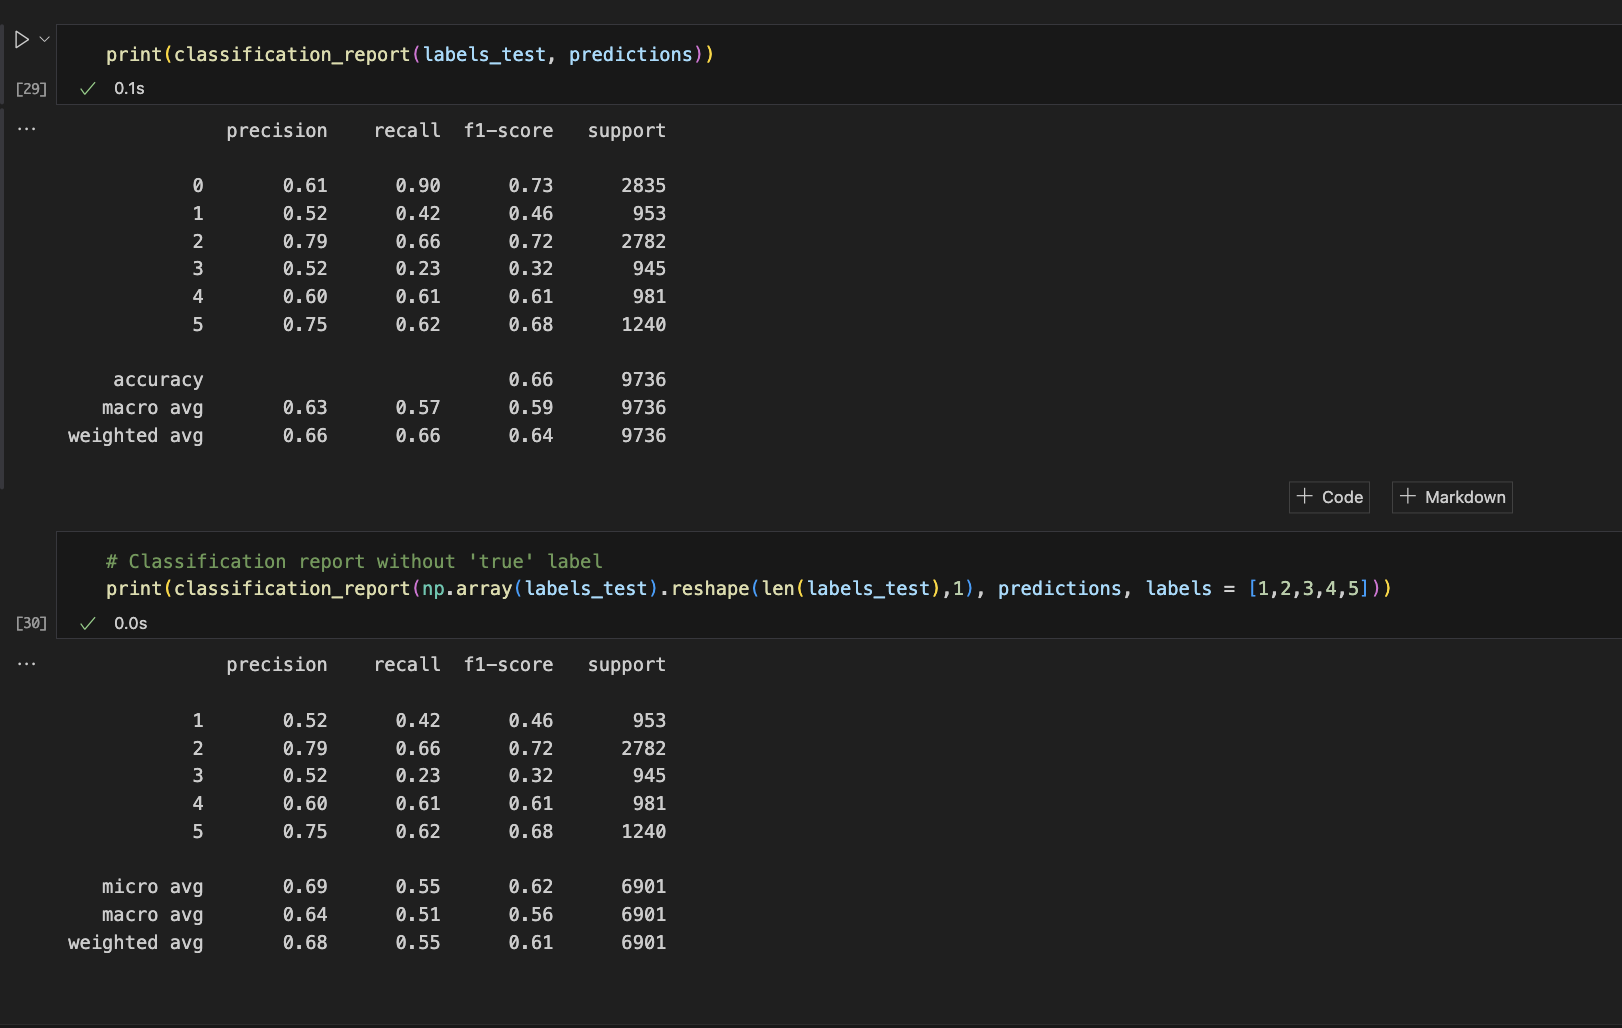 print(classification_report(labels_test, predictions))
[29]
0.1s
...
precision recall f1-score support
0 0.61 0.90 0.73 2835
1 0.52 0.42 0.46 953
2 0.79 0.66 0.72 2782
3 0.52 0.23 0.32 945
4 0.60 0.61 0.61 981
5 0.75 0.62 0.68 1240
accuracy 0.66 9736
macro avg 0.63 0.57 0.59 9736
weighted avg 0.66 0.66 0.64 9736
+ Code + Markdown
# Classification report without 'true' label
print(classification_report(np.array(labels_test).reshape(len(labels_test),1), predictions, labels = [1,2,3,4,5]))
[30]
0.0s
...
precision recall f1-score support
1 0.52 0.42 0.46 953
2 0.79 0.66 0.72 2782
3 0.52 0.23 0.32 945
4 0.60 0.61 0.61 981
5 0.75 0.62 0.68 1240
micro avg 0.69 0.55 0.62 6901
macro avg 0.64 0.51 0.56 6901
weighted avg 0.68 0.55 0.61 6901